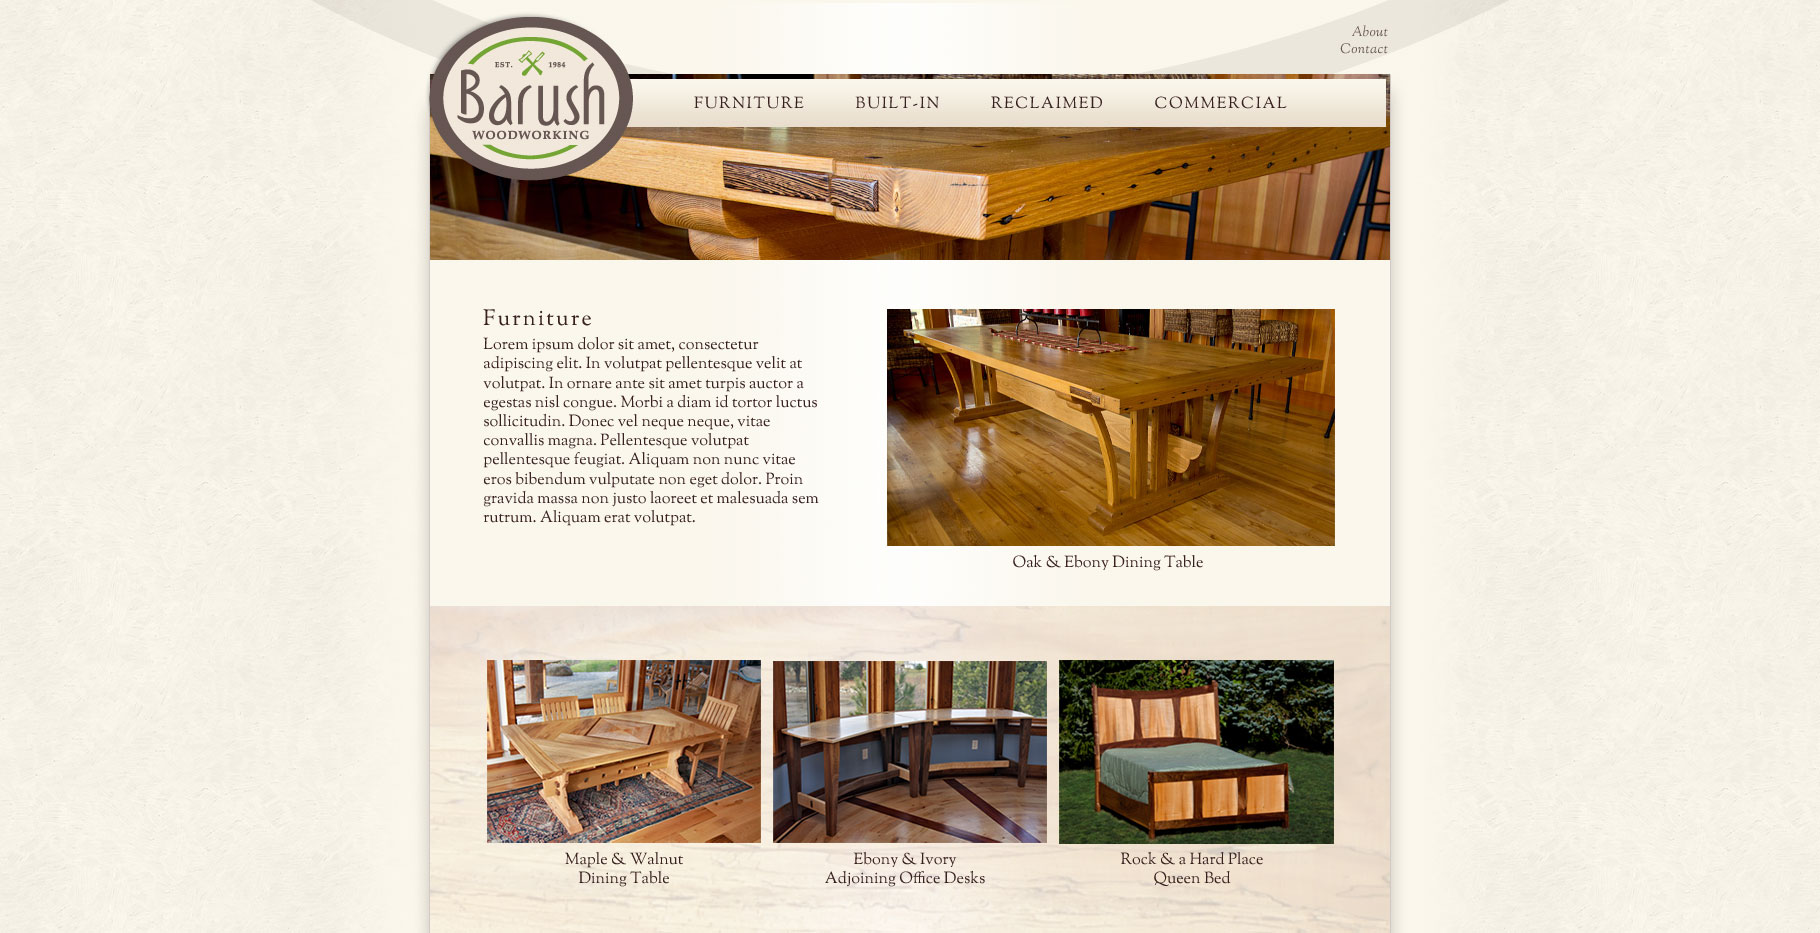 About
Contact
EST. 1984
Barush
WOODWORKING
FURNITURE BUILT-IN RECLAIMED COMMERCIAL
Furniture
Lorem ipsum dolor sit amet, consectetur
adipiscing elit. In volutpat pellentesque velit at
volutpat. In ornare ante sit amet turpis auctor a
egestas nisl congue. Morbi a diam id tortor luctus
sollicitudin. Donec vel neque neque, vitae
convallis magna. Pellentesque volutpat
pellentesque feugiat. Aliquam non nunc vitae
eros bibendum vulputate non eget dolor. Proin
gravida massa non justo laoreet et malesuada sem
rutrum. Aliquam erat volutpat.
Oak & Ebony Dining Table
Maple & Walnut
Dining Table
Ebony & Ivory
Adjoining Office Desks
Rock & a Hard Place
Queen Bed